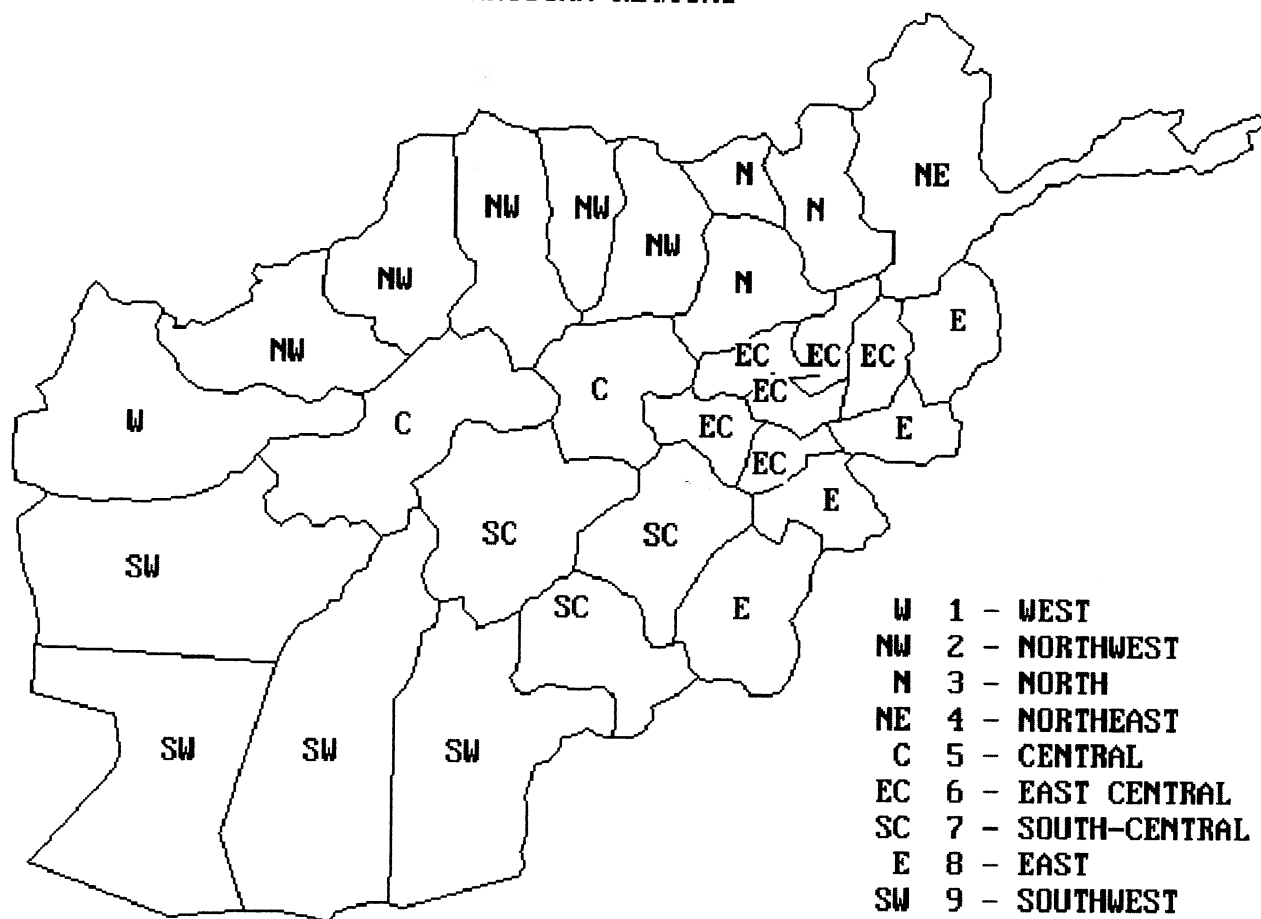 NE
N
N
NW
NW
NW
NW
N
NW
E
EC
EC
EC
C
EC
W
C
EC
E
EC
E
SC
SC
SW
SC
E
SW
SW
SW
W 1 - WEST
NW 2 - NORTHWEST
N 3 - NORTH
NE 4 - NORTHEAST
C 5 - CENTRAL
EC 6 - EAST CENTRAL
SC 7 - SOUTH-CENTRAL
E 8 - EAST
SW 9 - SOUTHWEST